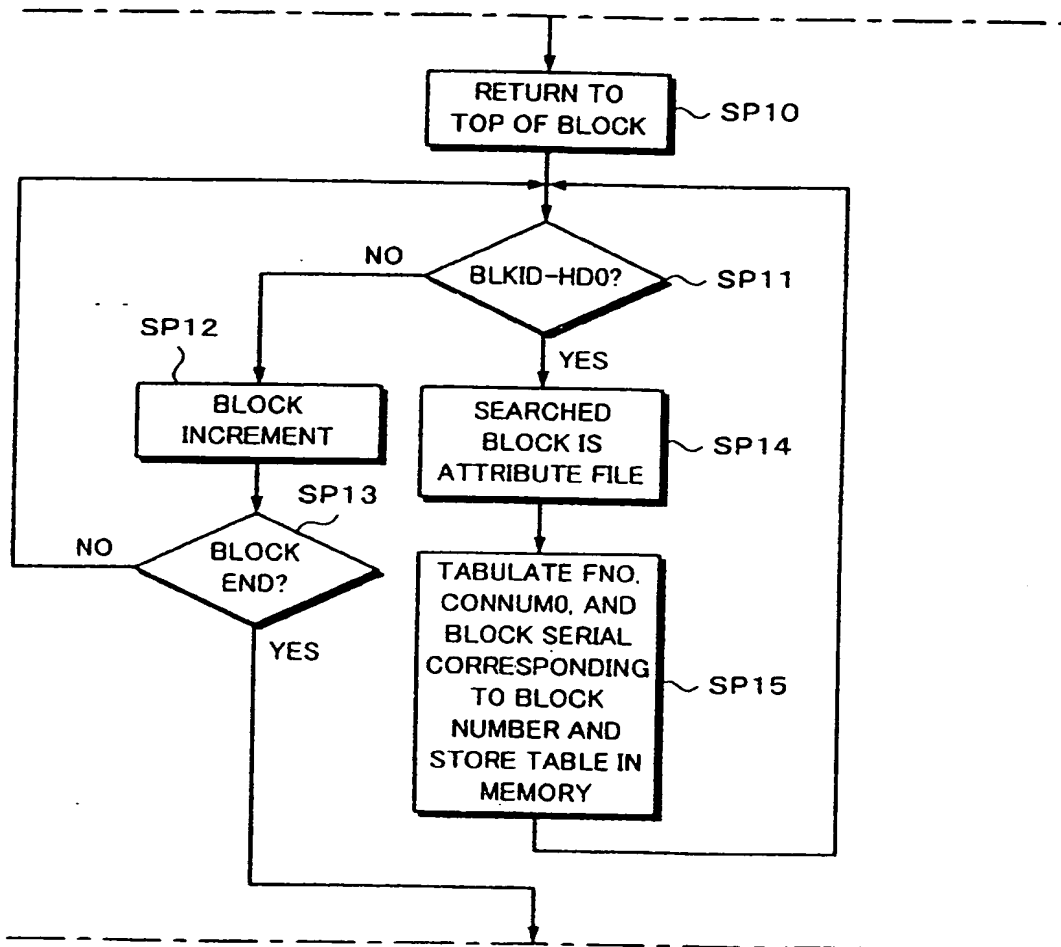 RETURN TO
TOP OF BLOCK
SP10
NO
BLKID-HD0?
SP11
SP12
YES
BLOCK
INCREMENT
SEARCHED
BLOCK IS
ATTRIBUTE FILE
SP14
SP13
NO
BLOCK
END?
YES
TABULATE FNO,
CONNUM0, AND
BLOCK SERIAL
CORRESPONDING
TO BLOCK
NUMBER AND
STORE TABLE IN
MEMORY
SP15